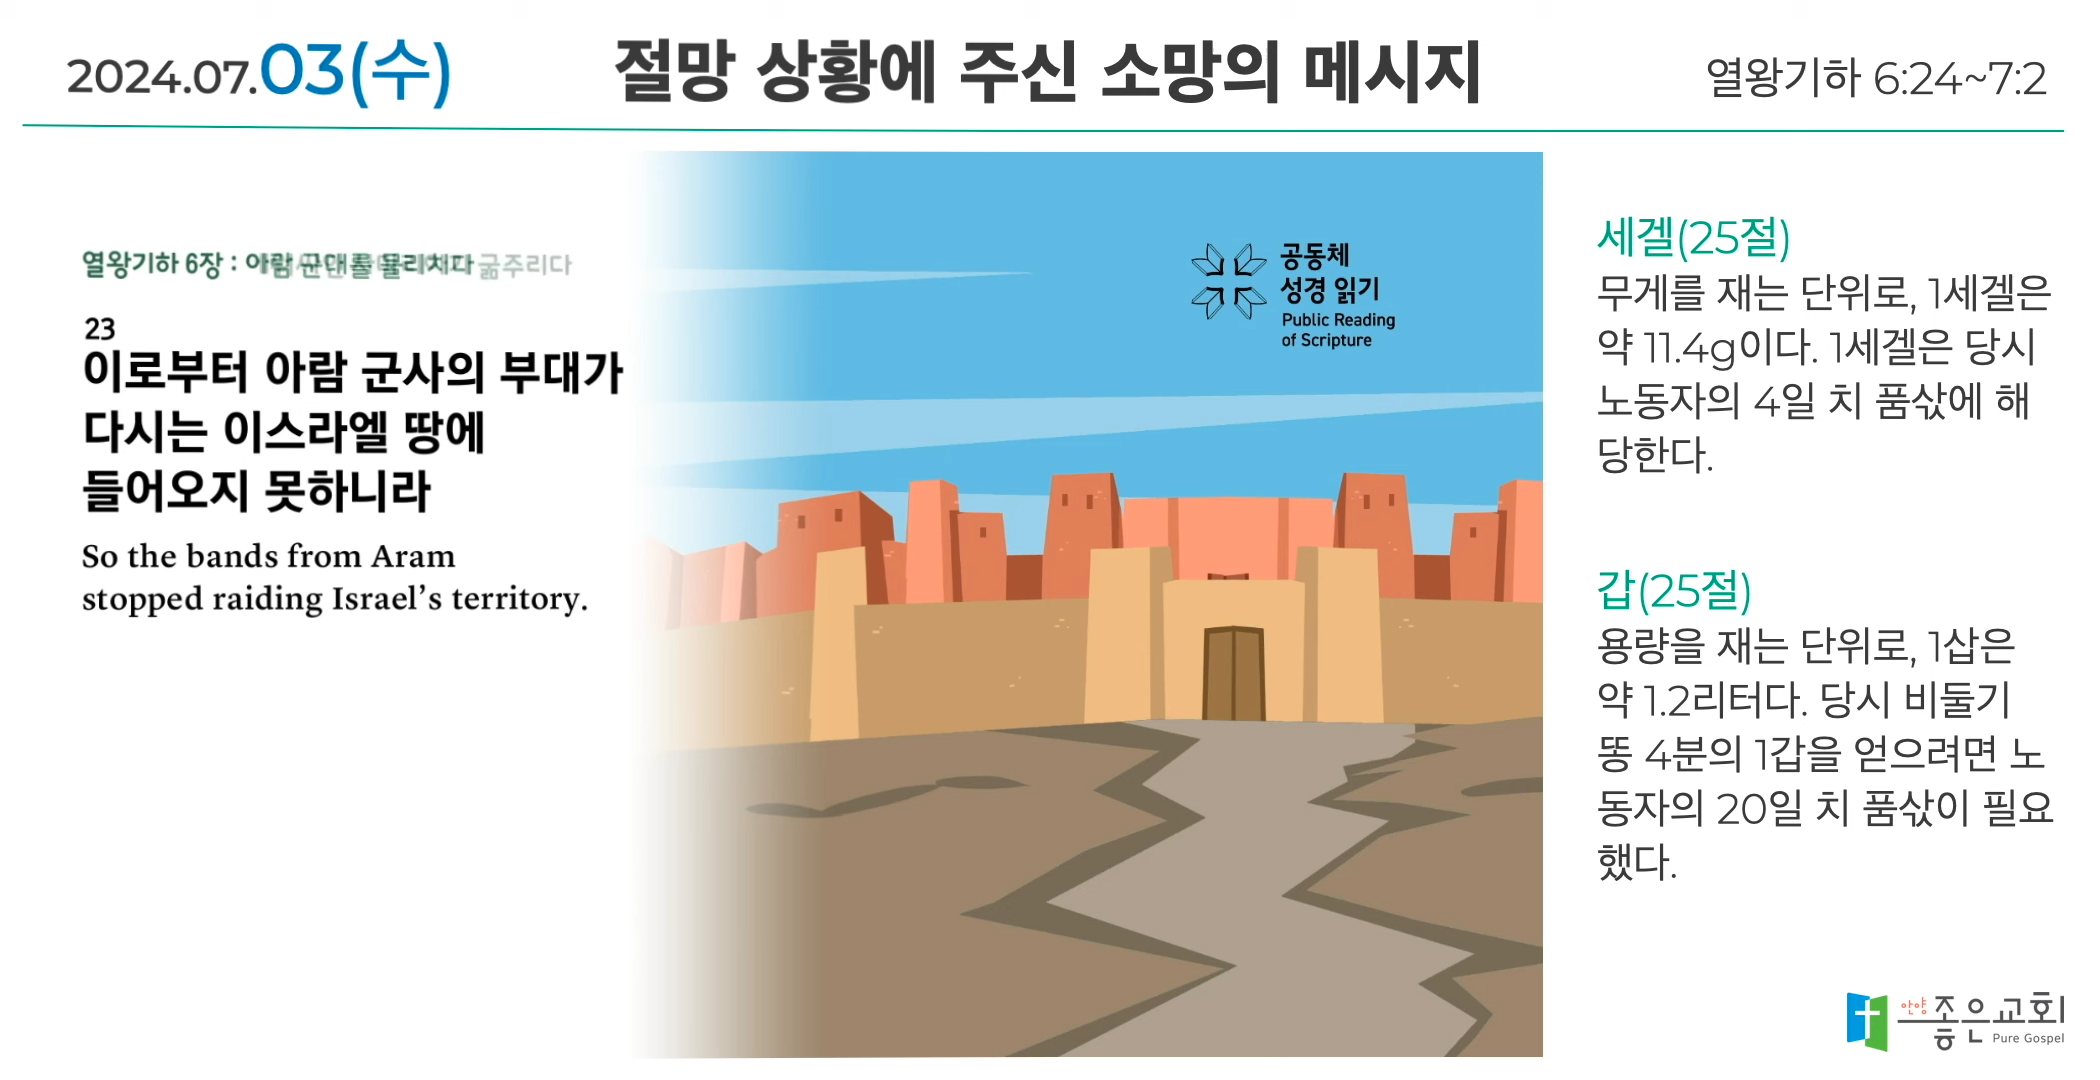 2024.07.03(수)
절망 상황에 주신 소망의 메시지
열왕기하 6:24~7:2
열왕기하 6장 : 아람 군대를 물리치다 굶주리다
23
이로부터 아람 군사의 부대가
다시는 이스라엘 땅에
들어오지 못하니라
So the bands from Aram
stopped raiding Israel’s territory.
공동체
성경 읽기
Public Reading
of Scripture
세겔(25절)
무게를 재는 단위로, 1세겔은
약 11.4g이다. 1세겔은 당시
노동자의 4일 치 품삯에 해
당한다.
갑(25절)
용량을 재는 단위로, 1삽은
약 1.2리터다. 당시 비둘기
똥 4분의 1갑을 얻으려면 노
동자의 20일 치 품삯이 필요
했다.
안양
좋은교회
Pure Gospel